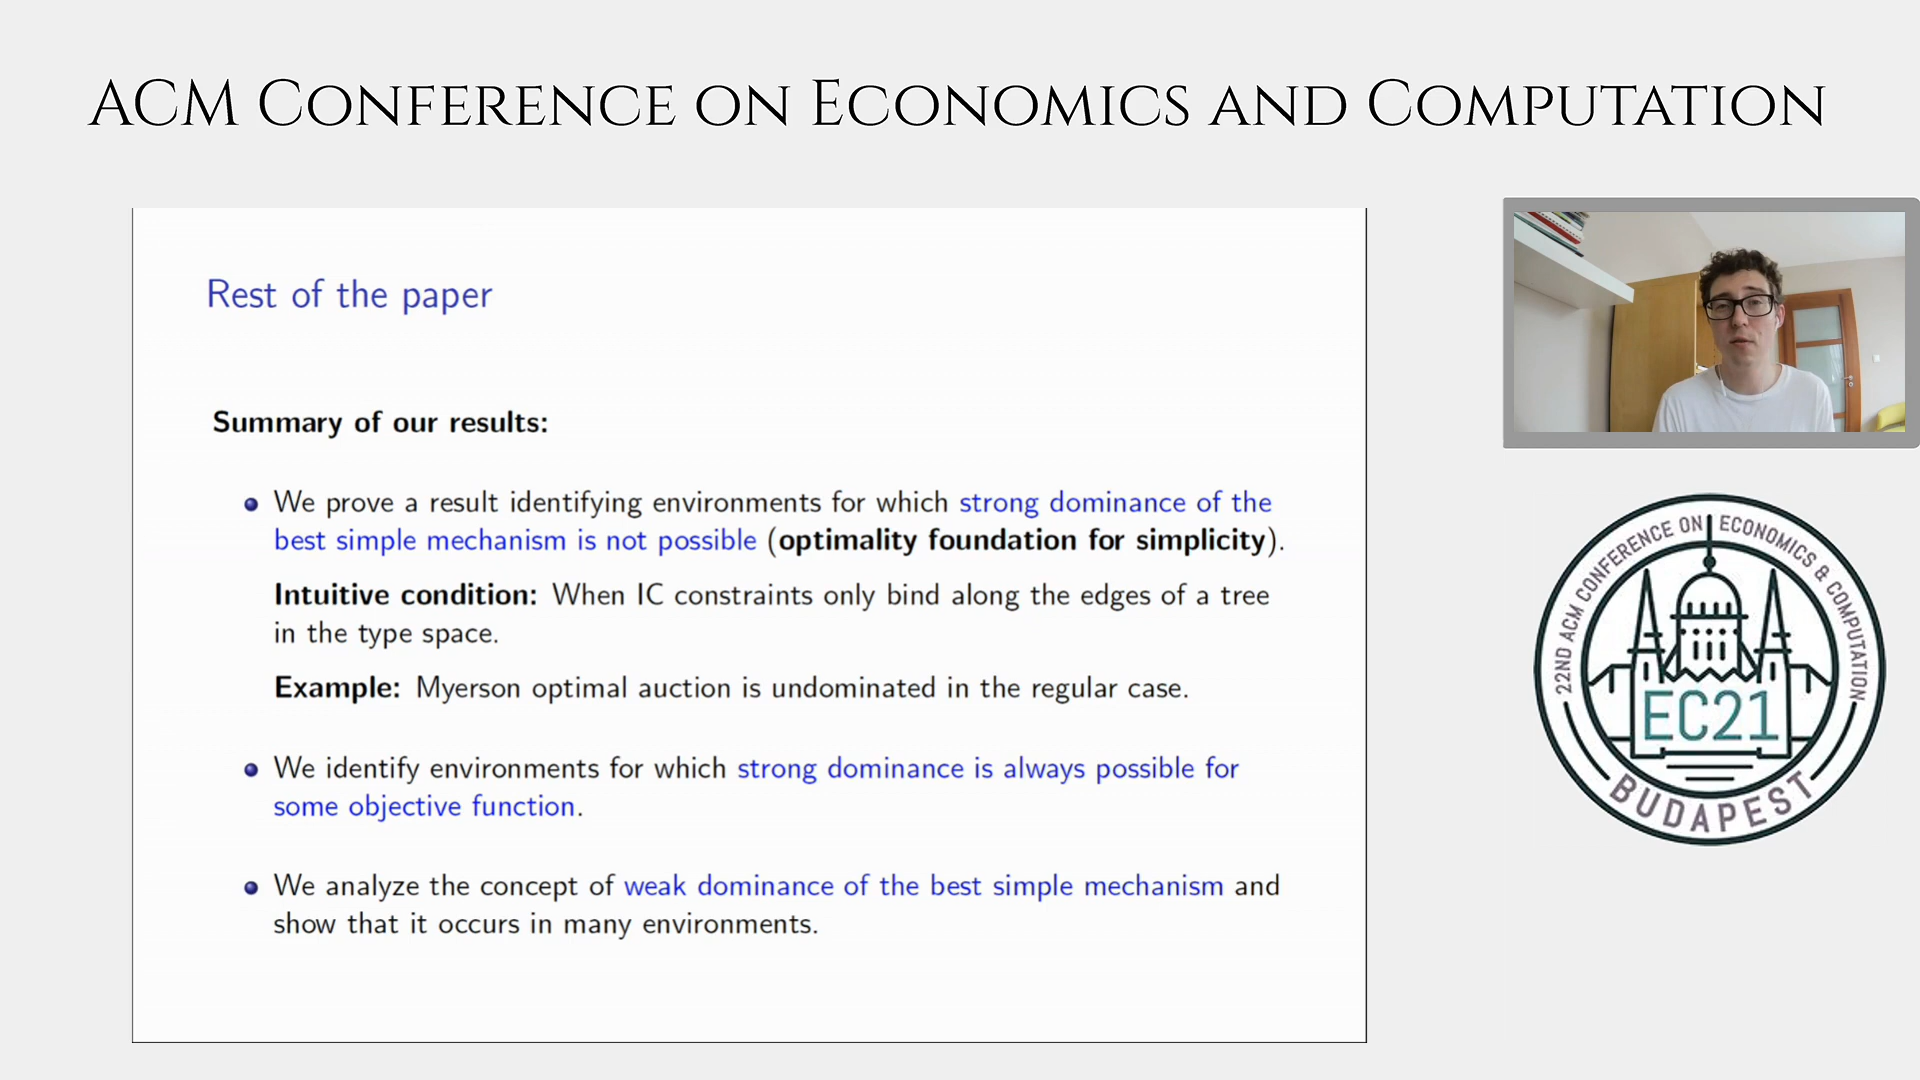 ACM Conference on Economics and Computation
Rest of the paper
Summary of our results:
We prove a result identifying environments for which strong dominance of the
best simple mechanism is not possible (optimality foundation for simplicity).
Intuitive condition: When IC constraints only bind along the edges of a tree
in the type space.
Example: Myerson optimal auction is undominated in the regular case.
We identify environments for which strong dominance is always possible for
some objective function.
We analyze the concept of weak dominance of the best simple mechanism and
show that it occurs in many environments.
22ND ACM CONFERENCE ON ECONOMICS & COMPUTATION
EC21
BUDAPEST